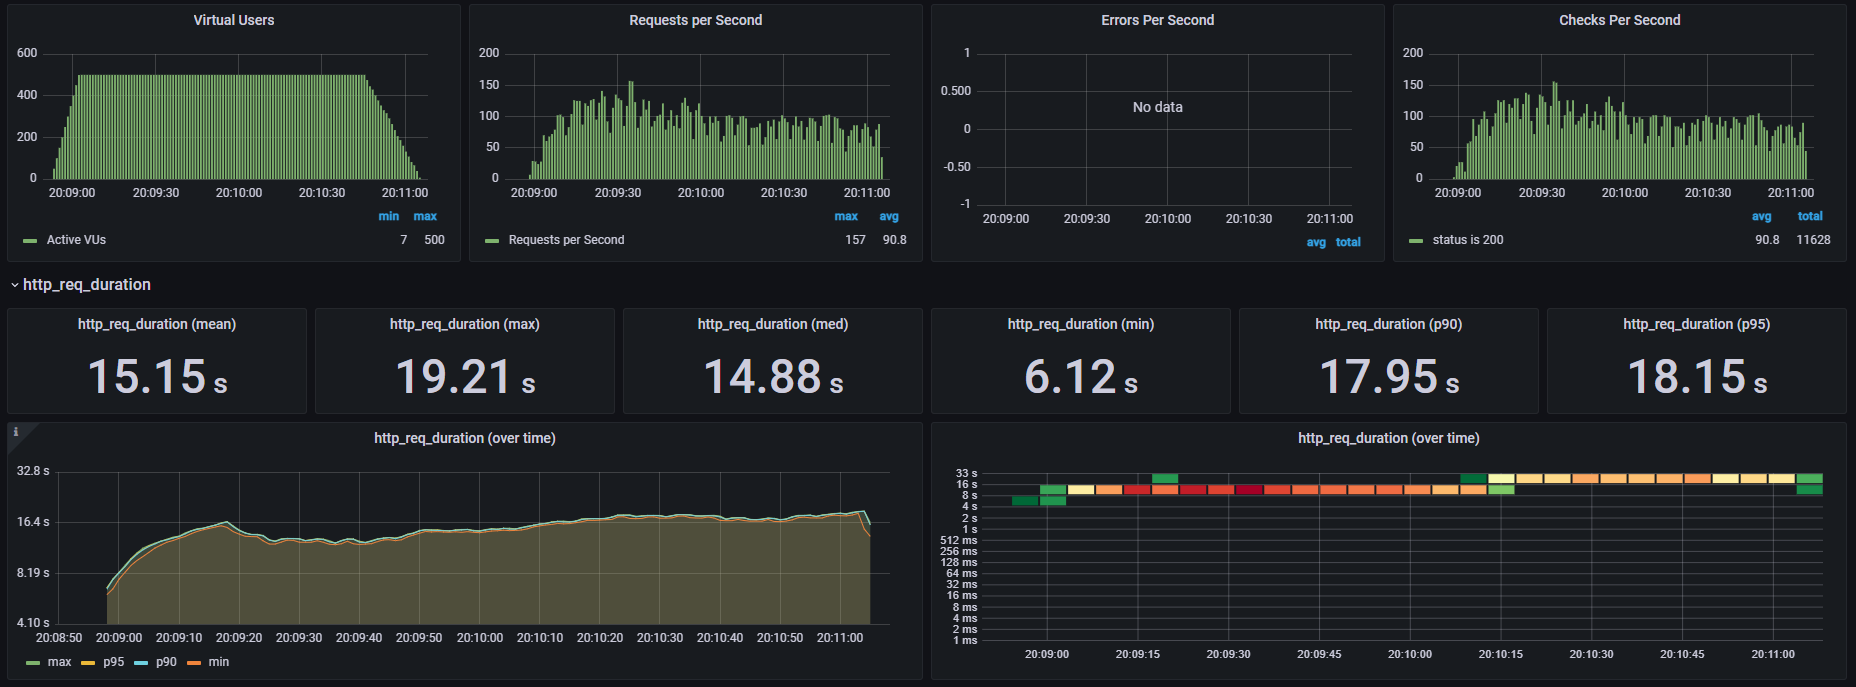 Virtual Users
600
400
200
0
20:09:00 20:09:30 20:10:00 20:10:30 20:11:00
min max
Active VUs 7 500
Requests per Second
200
150
100
50
0
20:09:00 20:09:30 20:10:00 20:10:30 20:11:00
max avg
Requests per Second 157 90.8
Errors Per Second
1
0.500
0
-0.50
-1
No data
20:09:00 20:09:30 20:10:00 20:10:30 20:11:00
avg total
Checks Per Second
200
150
100
50
0
20:09:00 20:09:30 20:10:00 20:10:30 20:11:00
avg total
status is 200 90.8 11628
http_req_duration
http_req_duration (mean)
15.15 s
http_req_duration (max)
19.21 s
http_req_duration (med)
14.88 s
http_req_duration (min)
6.12 s
http_req_duration (p90)
17.95 s
http_req_duration (p95)
18.15 s
i
http_req_duration (over time)
32.8 s
16.4 s
8.19 s
4.10 s
20:08:50 20:09:00 20:09:10 20:09:20 20:09:30 20:09:40 20:09:50 20:10:00 20:10:10 20:10:20 20:10:30 20:10:40 20:10:50 20:11:00
max p95 p90 min
http_req_duration (over time)
33 s
16 s
8 s
4 s
2 s
1 s
512 ms
256 ms
128 ms
64 ms
32 ms
16 ms
8 ms
4 ms
2 ms
1 ms
20:09:00 20:09:15 20:09:30 20:09:45 20:10:00 20:10:15 20:10:30 20:10:45 20:11:00